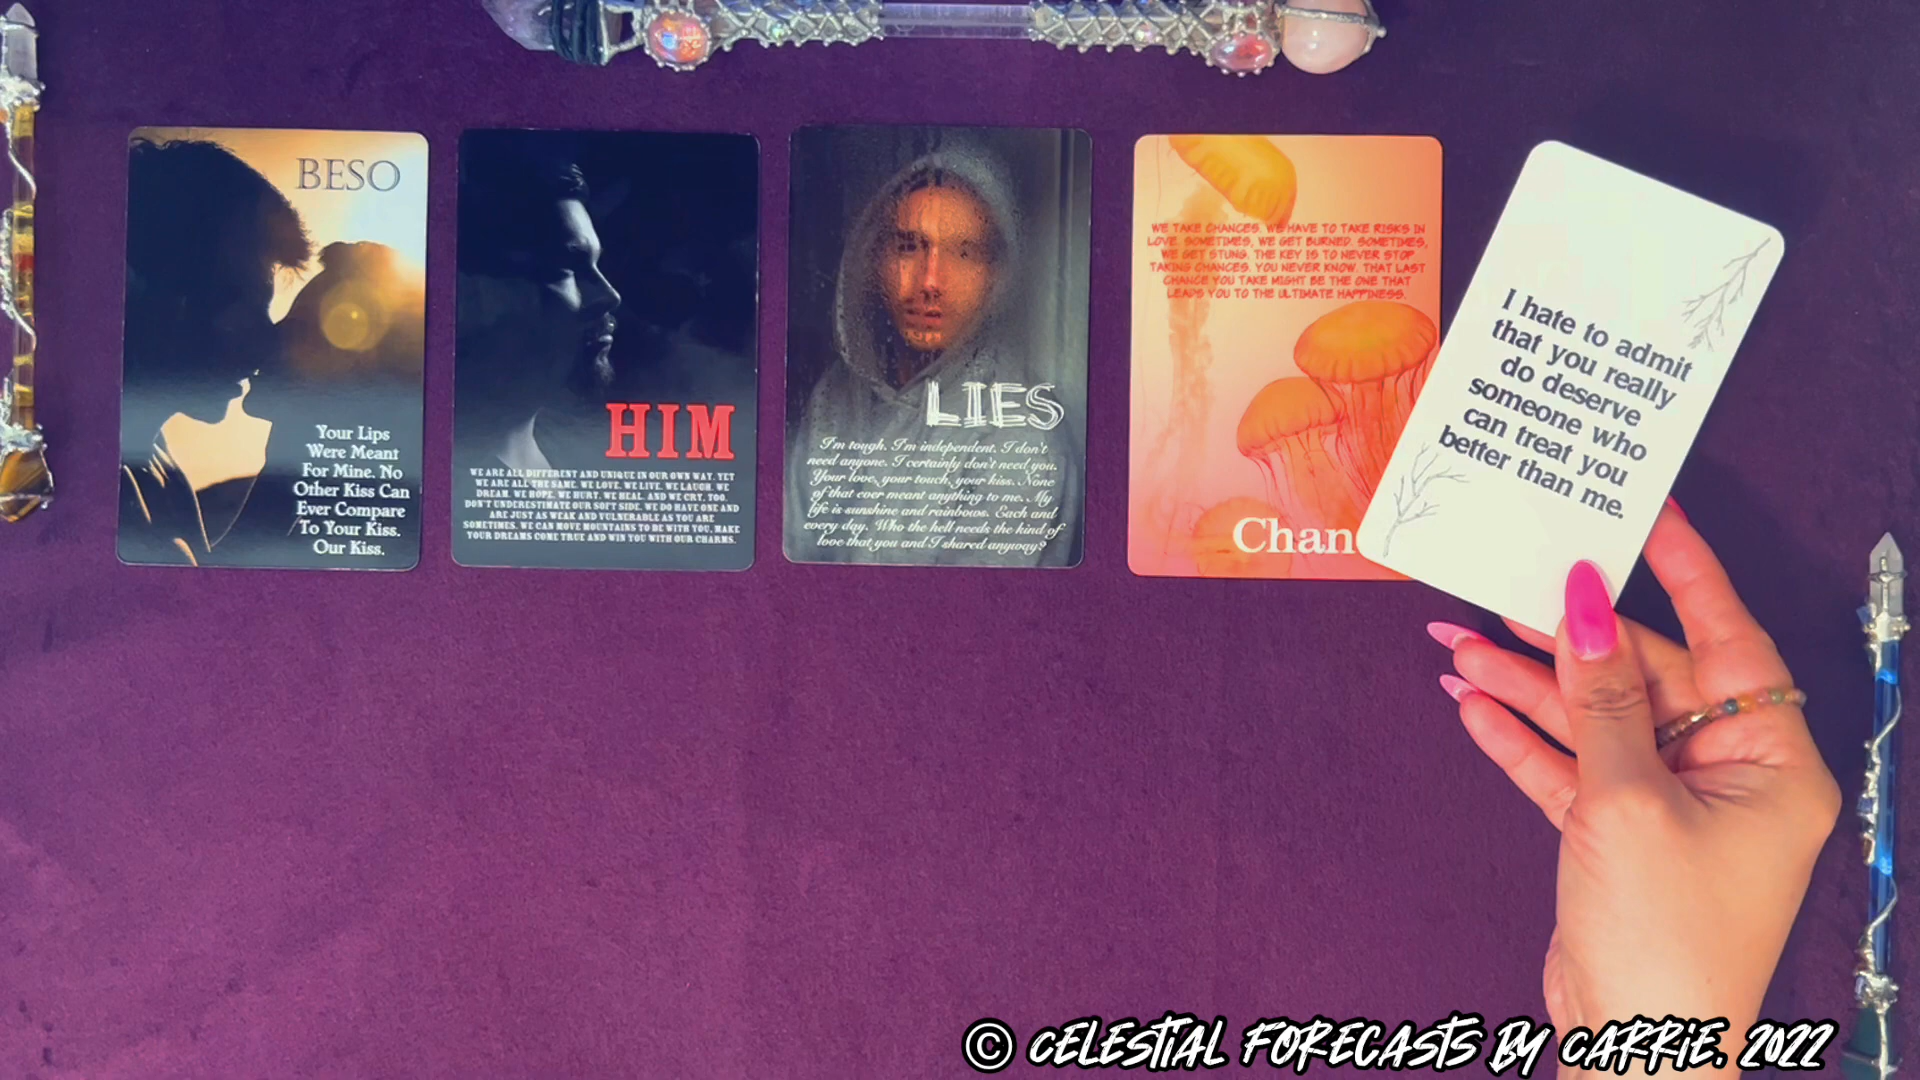 BESO
Your Lips
Were Meant
For Mine. No
Other Kiss Can
Ever Compare
To Your Kiss.
Our Kiss.
HIM
WE ARE ALL DIFFERENT AND UNIQUE IN OUR OWN WAY. YET
WE ARE ALL THE SAME. WE LOVE. WE LIVE. WE LAUGH. WE
DREAM. WE HOPE. WE HURT. WE HEAL. AND WE CRY, TOO.
DON'T UNDERESTIMATE OUR SOFT SIDE. WE DO HAVE ONE AND
ARE JUST AS WEAK AND VULNERABLE AS YOU ARE
SOMETIMES. WE CAN MOVE MOUNTAINS TO BE WITH YOU, MAKE
YOUR DREAMS COME TRUE AND WIN YOU WITH OUR CHARMS.
LIES
I'm tough. I'm independent. I don't
need anyone. I certainly don't need you.
Your love, your touch, your kiss. None
of that ever meant anything to me. My
life is sunshine and rainbows. Each and
every day. Who the hell needs the kind of
love that you and I shared anyway?
WE TAKE CHANCES. WE HAVE TO TAKE RISKS IN
LOVE. SOMETIMES, WE GET BURNED. SOMETIMES,
WE GET STUNG. THE KEY IS TO NEVER STOP
TAKING CHANCES. YOU NEVER KNOW. THAT LAST
CHANCE YOU TAKE MIGHT BE THE ONE THAT
LEADS YOU TO THE ULTIMATE HAPPINESS.
Chan
I hate to admit
that you really
do deserve
someone who
can treat you
better than me.
© CELESTIAL FORECASTS BY CARRIE. 2022